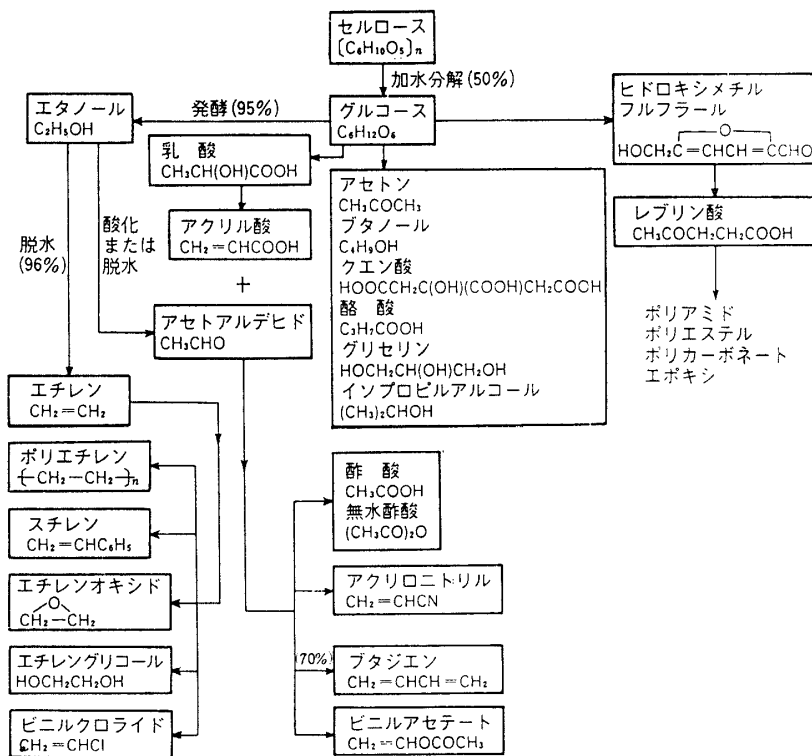 セルロース
[C₆H₁₀O₅]n
加水分解(50%)
エタノール
C₂H₅OH
発酵(95%)
グルコース
C₆H₁₂O₆
ヒドロキシメチル
フルフラール
O
HOCH₂C=CHCH=CCHO
乳 酸
CH₃CH(OH)COOH
アクリル酸
CH₂=CHCOOH
+
脱水
(96%)
酸化
または
脱水
アセトアルデヒド
CH₃CHO
アセトン
CH₃COCH₃
ブタノール
C₄H₉OH
クエン酸
HOOCCH₂C(OH)(COOH)CH₂COOH
酪 酸
C₃H₇COOH
グリセリン
HOCH₂CH(OH)CH₂OH
イソプロピルアルコール
(CH₃)₂CHOH
レブリン酸
CH₃COCH₂CH₂COOH
ポリアミド
ポリエステル
ポリカーボネート
エポキシ
エチレン
CH₂=CH₂
ポリエチレン
{CH₂-CH₂}n
スチレン
CH₂=CHC₆H₅
エチレンオキシド
O
CH₂-CH₂
エチレングリコール
HOCH₂CH₂OH
ビニルクロライド
CH₂=CHCl
酢 酸
CH₃COOH
無水酢酸
(CH₃CO)₂O
アクリロニトリル
CH₂=CHCN
(70%)
ブタジエン
CH₂=CHCH=CH₂
ビニルアセテート
CH₂=CHOCOCH₃